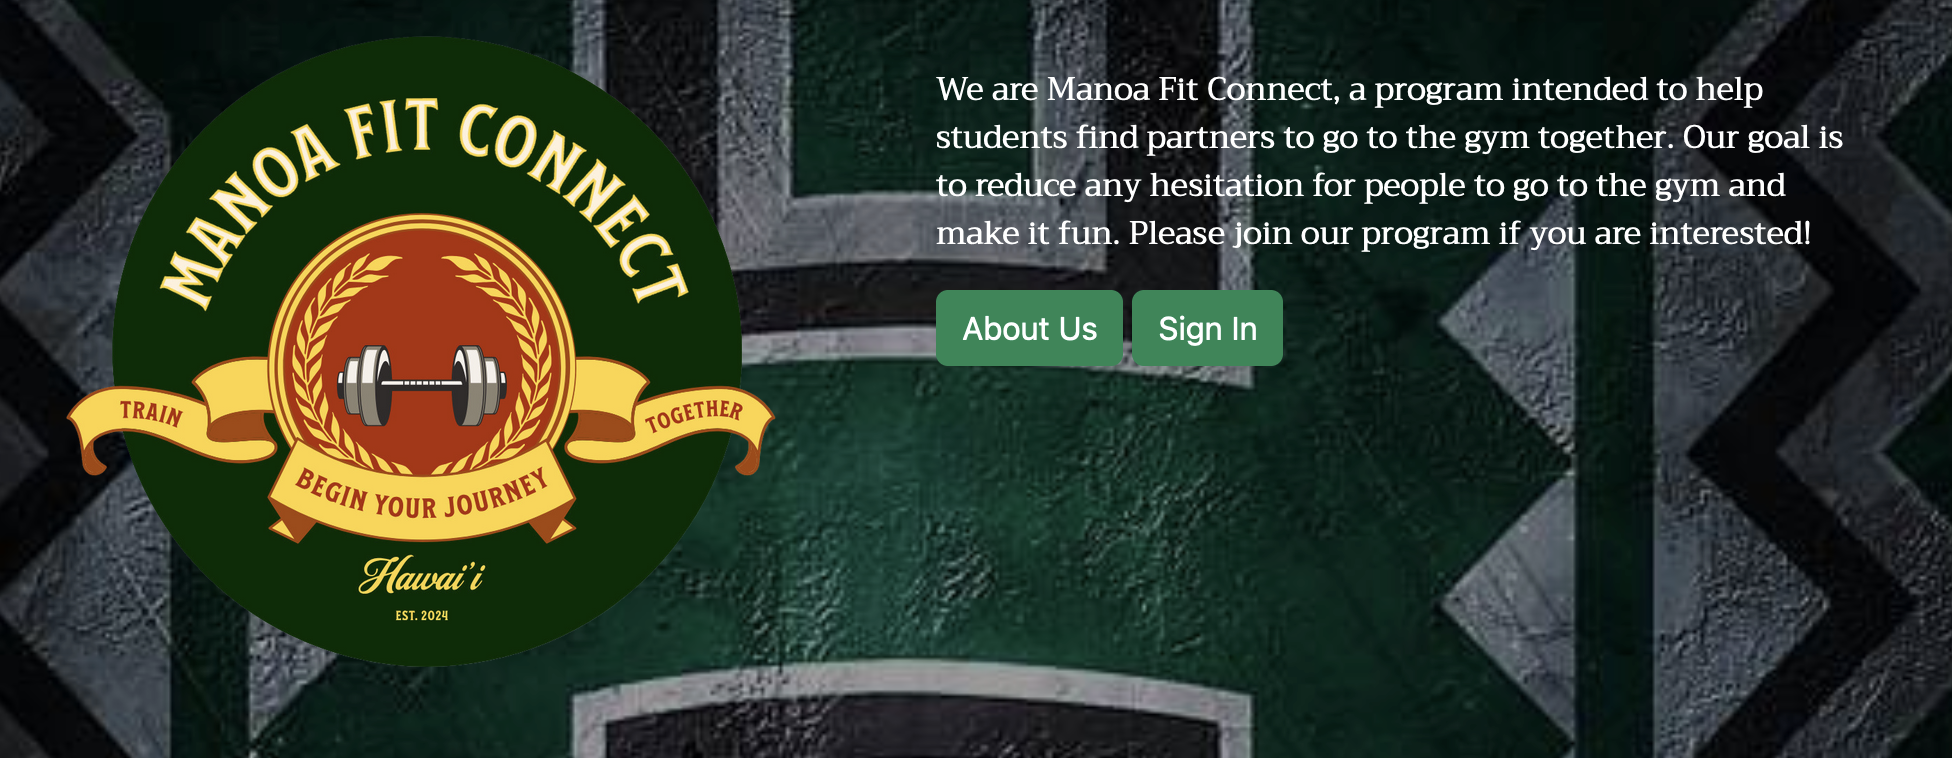 MANOA FIT CONNECT
TRAIN
TOGETHER
BEGIN YOUR JOURNEY
Hawai'i
EST. 2024
We are Manoa Fit Connect, a program intended to help
students find partners to go to the gym together. Our goal is
to reduce any hesitation for people to go to the gym and
make it fun. Please join our program if you are interested!
About Us
Sign In